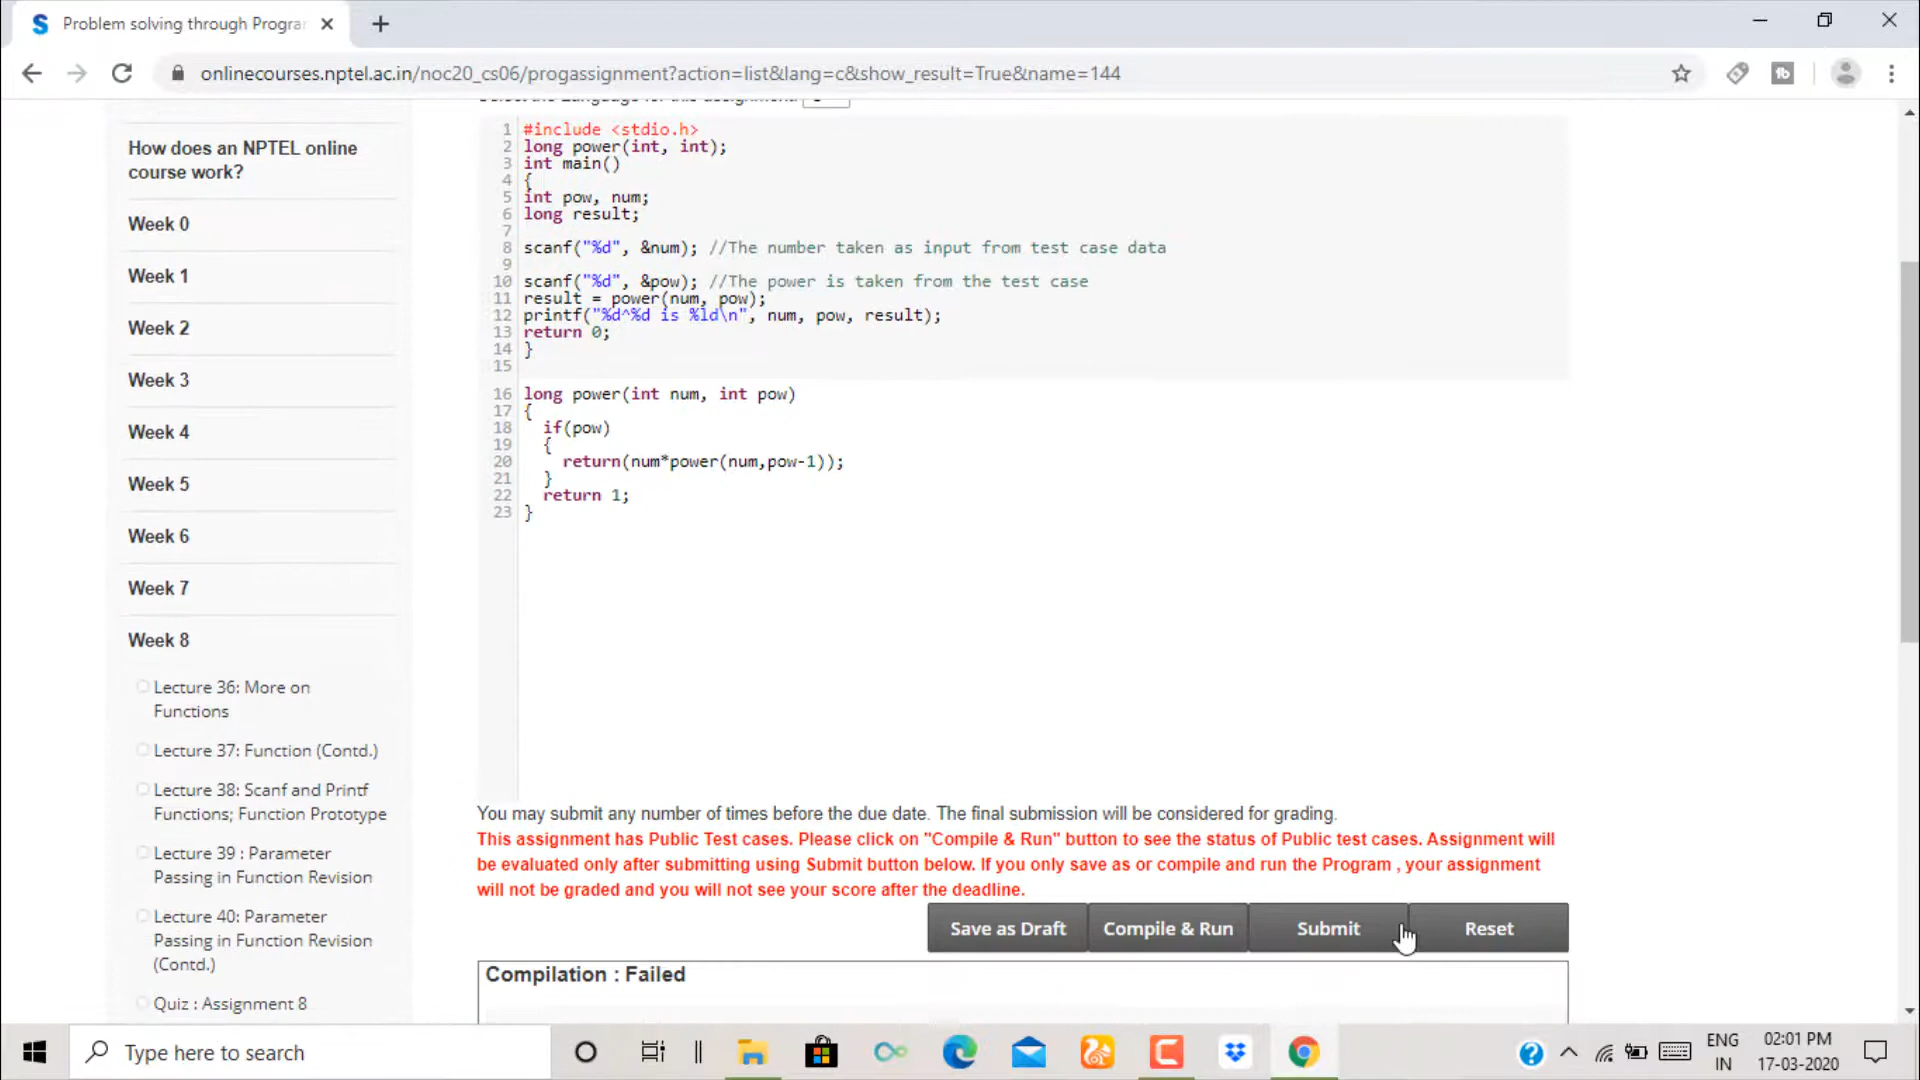 Problem solving through Progra
onlinecourses.nptel.ac.in/noc20_cs06/progassignment?action=list&lang=c&show_result=True&name=144
How does an NPTEL online
course work?
Week 0
Week 1
Week 2
Week 3
Week 4
Week 5
Week 6
Week 7
Week 8
Lecture 36: More on
Functions
Lecture 37: Function (Contd.)
Lecture 38: Scanf and Printf
Functions; Function Prototype
Lecture 39 : Parameter
Passing in Function Revision
Lecture 40: Parameter
Passing in Function Revision
(Contd.)
Quiz : Assignment 8
1 #include <stdio.h>
2 long power(int, int);
3 int main()
4 {
5 int pow, num;
6 long result;
7
8 scanf("%d", &num); //The number taken as input from test case data
9
10 scanf("%d", &pow); //The power is taken from the test case
11 result = power(num, pow);
12 printf("%d^%d is %ld\n", num, pow, result);
13 return 0;
14 }
15
16 long power(int num, int pow)
17 {
18 if(pow)
19 {
20 return(num*power(num,pow-1));
21 }
22 return 1;
23 }
You may submit any number of times before the due date. The final submission will be considered for grading.
This assignment has Public Test cases. Please click on "Compile & Run" button to see the status of Public test cases. Assignment will
be evaluated only after submitting using Submit button below. If you only save as or compile and run the Program , your assignment
will not be graded and you will not see your score after the deadline.
Save as Draft
Compile & Run
Submit
Reset
Compilation : Failed
Type here to search
ENG
IN
02:01 PM
17-03-2020